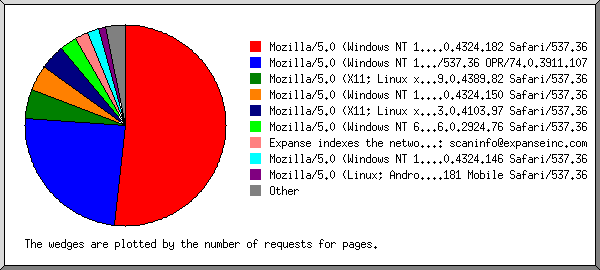 Mozilla/5.0 (Windows NT 1....0.4324.182 Safari/537.36
Mozilla/5.0 (Windows NT 1.../537.36 OPR/74.0.3911.107
Mozilla/5.0 (X11; Linux x...9.0.4389.82 Safari/537.36
Mozilla/5.0 (Windows NT 1....0.4324.150 Safari/537.36
Mozilla/5.0 (X11; Linux x...3.0.4103.97 Safari/537.36
Mozilla/5.0 (Windows NT 6...6.0.2924.76 Safari/537.36
Expanse indexes the netwo...: scaninfo@expanseinc.com
Mozilla/5.0 (Windows NT 1....0.4324.146 Safari/537.36
Mozilla/5.0 (Linux; Andro....181 Mobile Safari/537.36
Other
The wedges are plotted by the number of requests for pages.